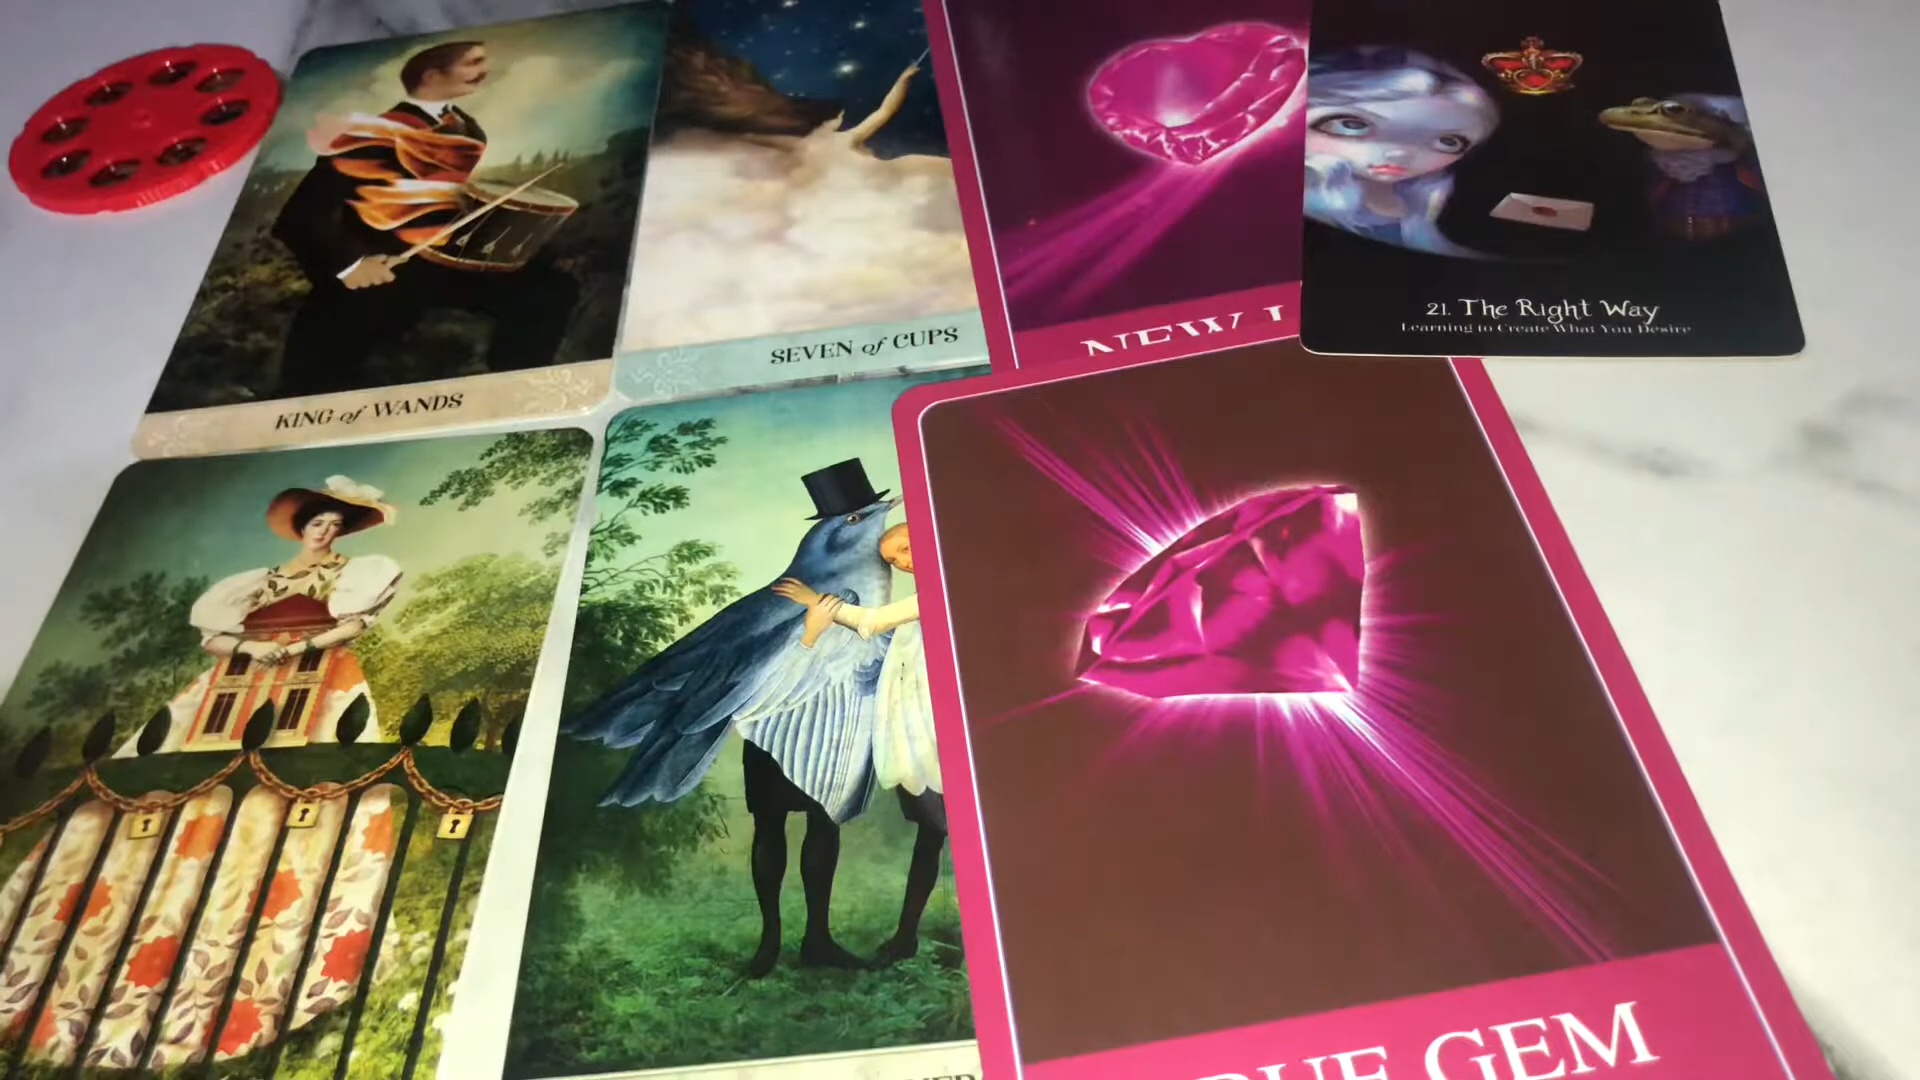 KING of WANDS
SEVEN of CUPS
NEW
21. The Right Way
Learning to Create What You Desire
GEM